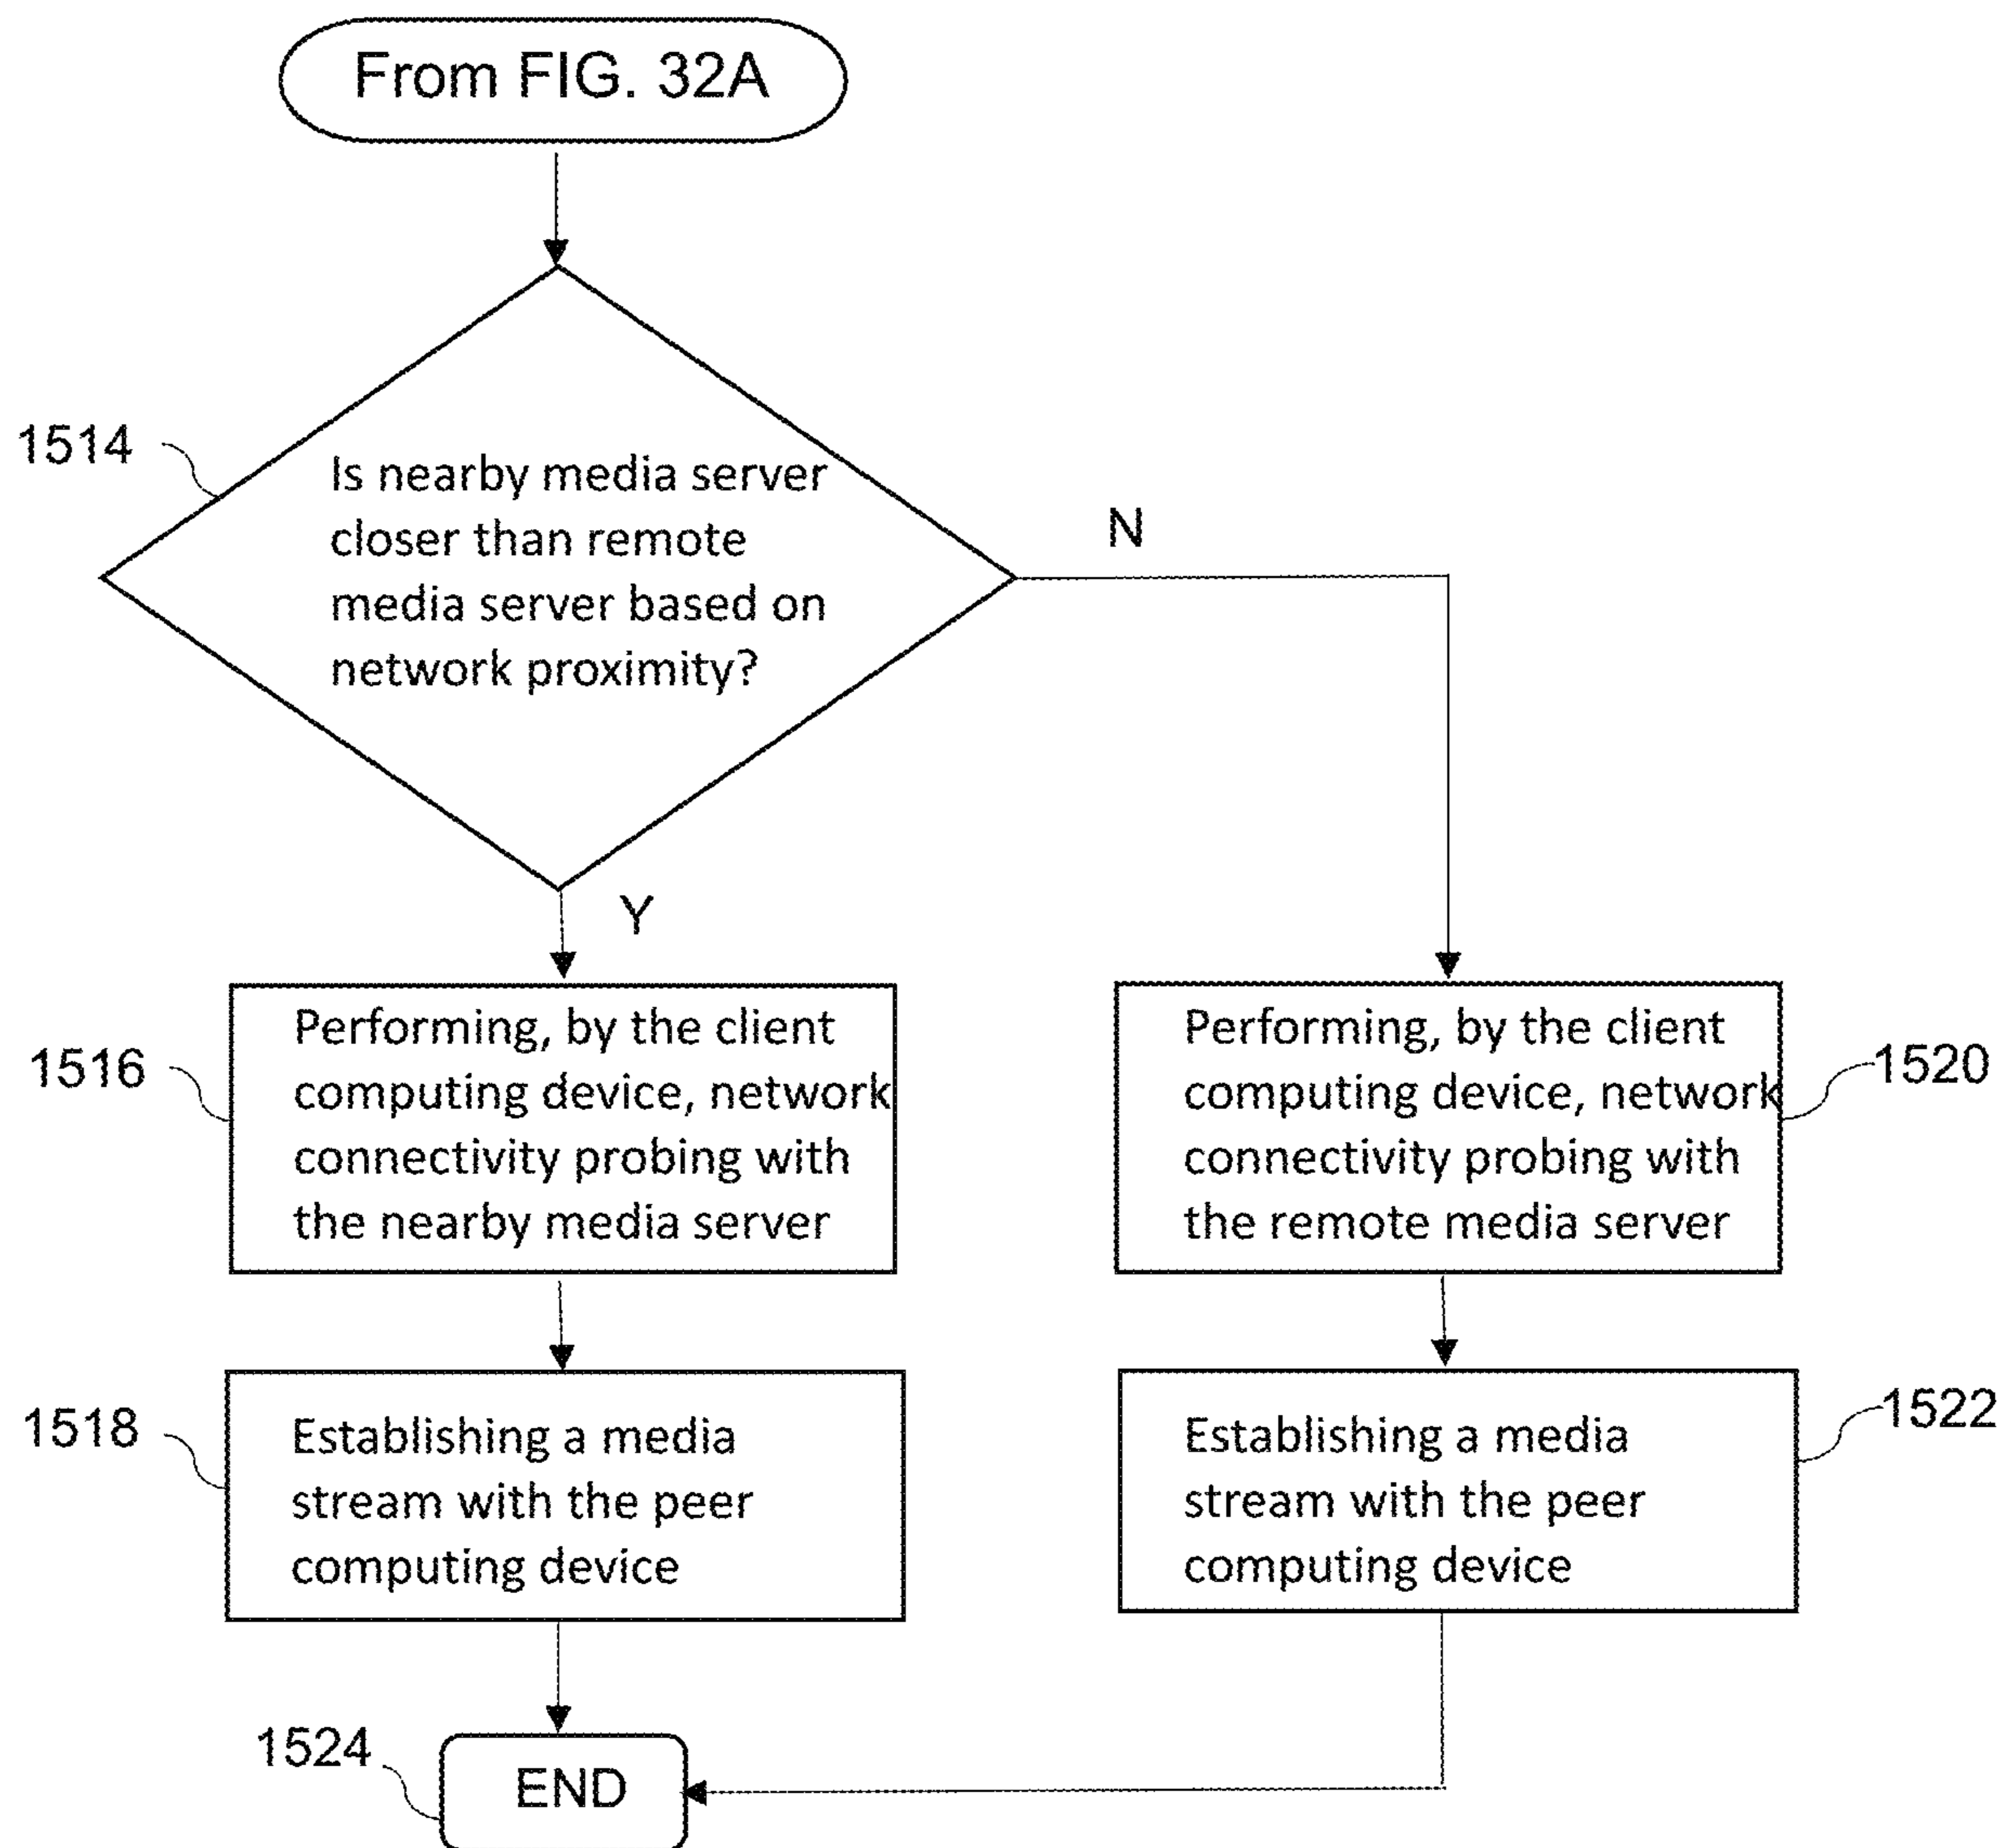 From FIG. 32A
1514
Is nearby media server
closer than remote
media server based on
network proximity?
N
Y
1516
Performing, by the client
computing device, network
connectivity probing with
the nearby media server
Performing, by the client
computing device, network
connectivity probing with
the remote media server
1520
1518
Establishing a media
stream with the peer
computing device
Establishing a media
stream with the peer
computing device
1522
1524
END